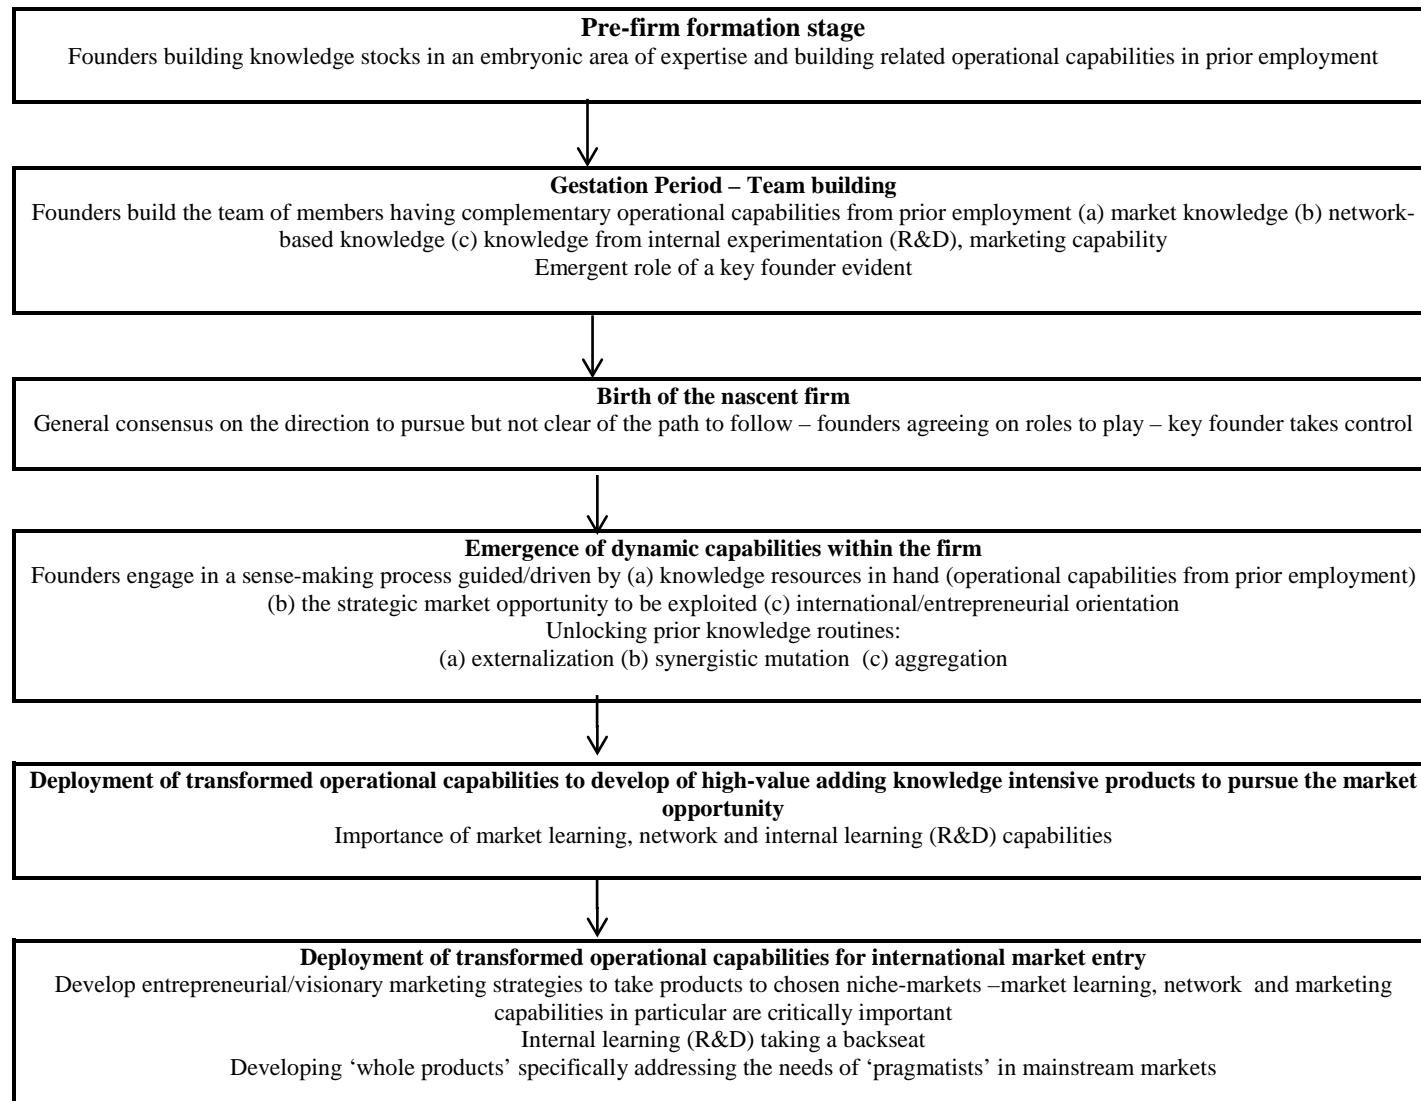 Pre-firm formation stage
Founders building knowledge stocks in an embryonic area of expertise and building related operational capabilities in prior employment
Gestation Period – Team building
Founders build the team of members having complementary operational capabilities from prior employment (a) market knowledge (b) network-
based knowledge (c) knowledge from internal experimentation (R&D), marketing capability
Emergent role of a key founder evident
Birth of the nascent firm
General consensus on the direction to pursue but not clear of the path to follow – founders agreeing on roles to play – key founder takes control
Emergence of dynamic capabilities within the firm
Founders engage in a sense-making process guided/driven by (a) knowledge resources in hand (operational capabilities from prior employment)
(b) the strategic market opportunity to be exploited (c) international/entrepreneurial orientation
Unlocking prior knowledge routines:
(a) externalization (b) synergistic mutation (c) aggregation
Deployment of transformed operational capabilities to develop of high-value adding knowledge intensive products to pursue the market
opportunity
Importance of market learning, network and internal learning (R&D) capabilities
Deployment of transformed operational capabilities for international market entry
Develop entrepreneurial/visionary marketing strategies to take products to chosen niche-markets –market learning, network and marketing
capabilities in particular are critically important
Internal learning (R&D) taking a backseat
Developing ‘whole products’ specifically addressing the needs of ‘pragmatists’ in mainstream markets